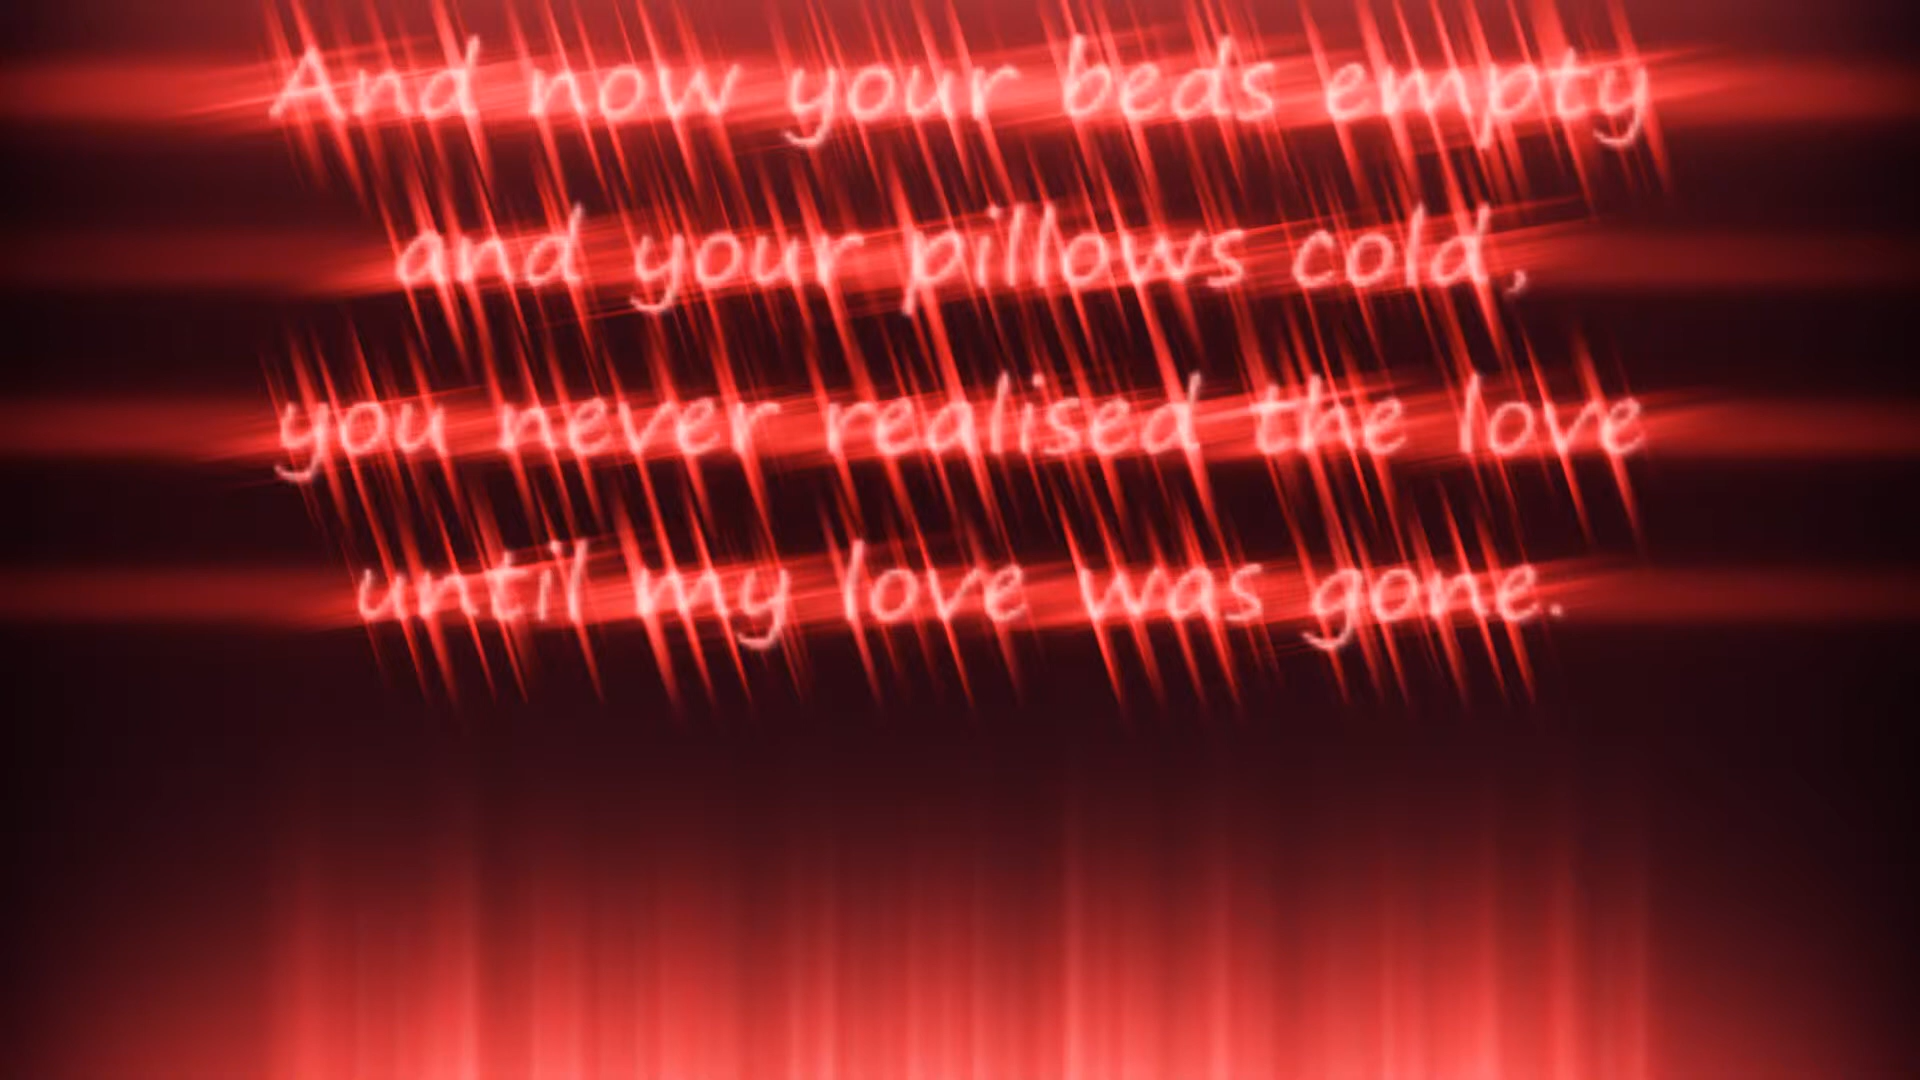 And now your beds empty
and your pillows cold,
you never realised the love
until my love was gone.